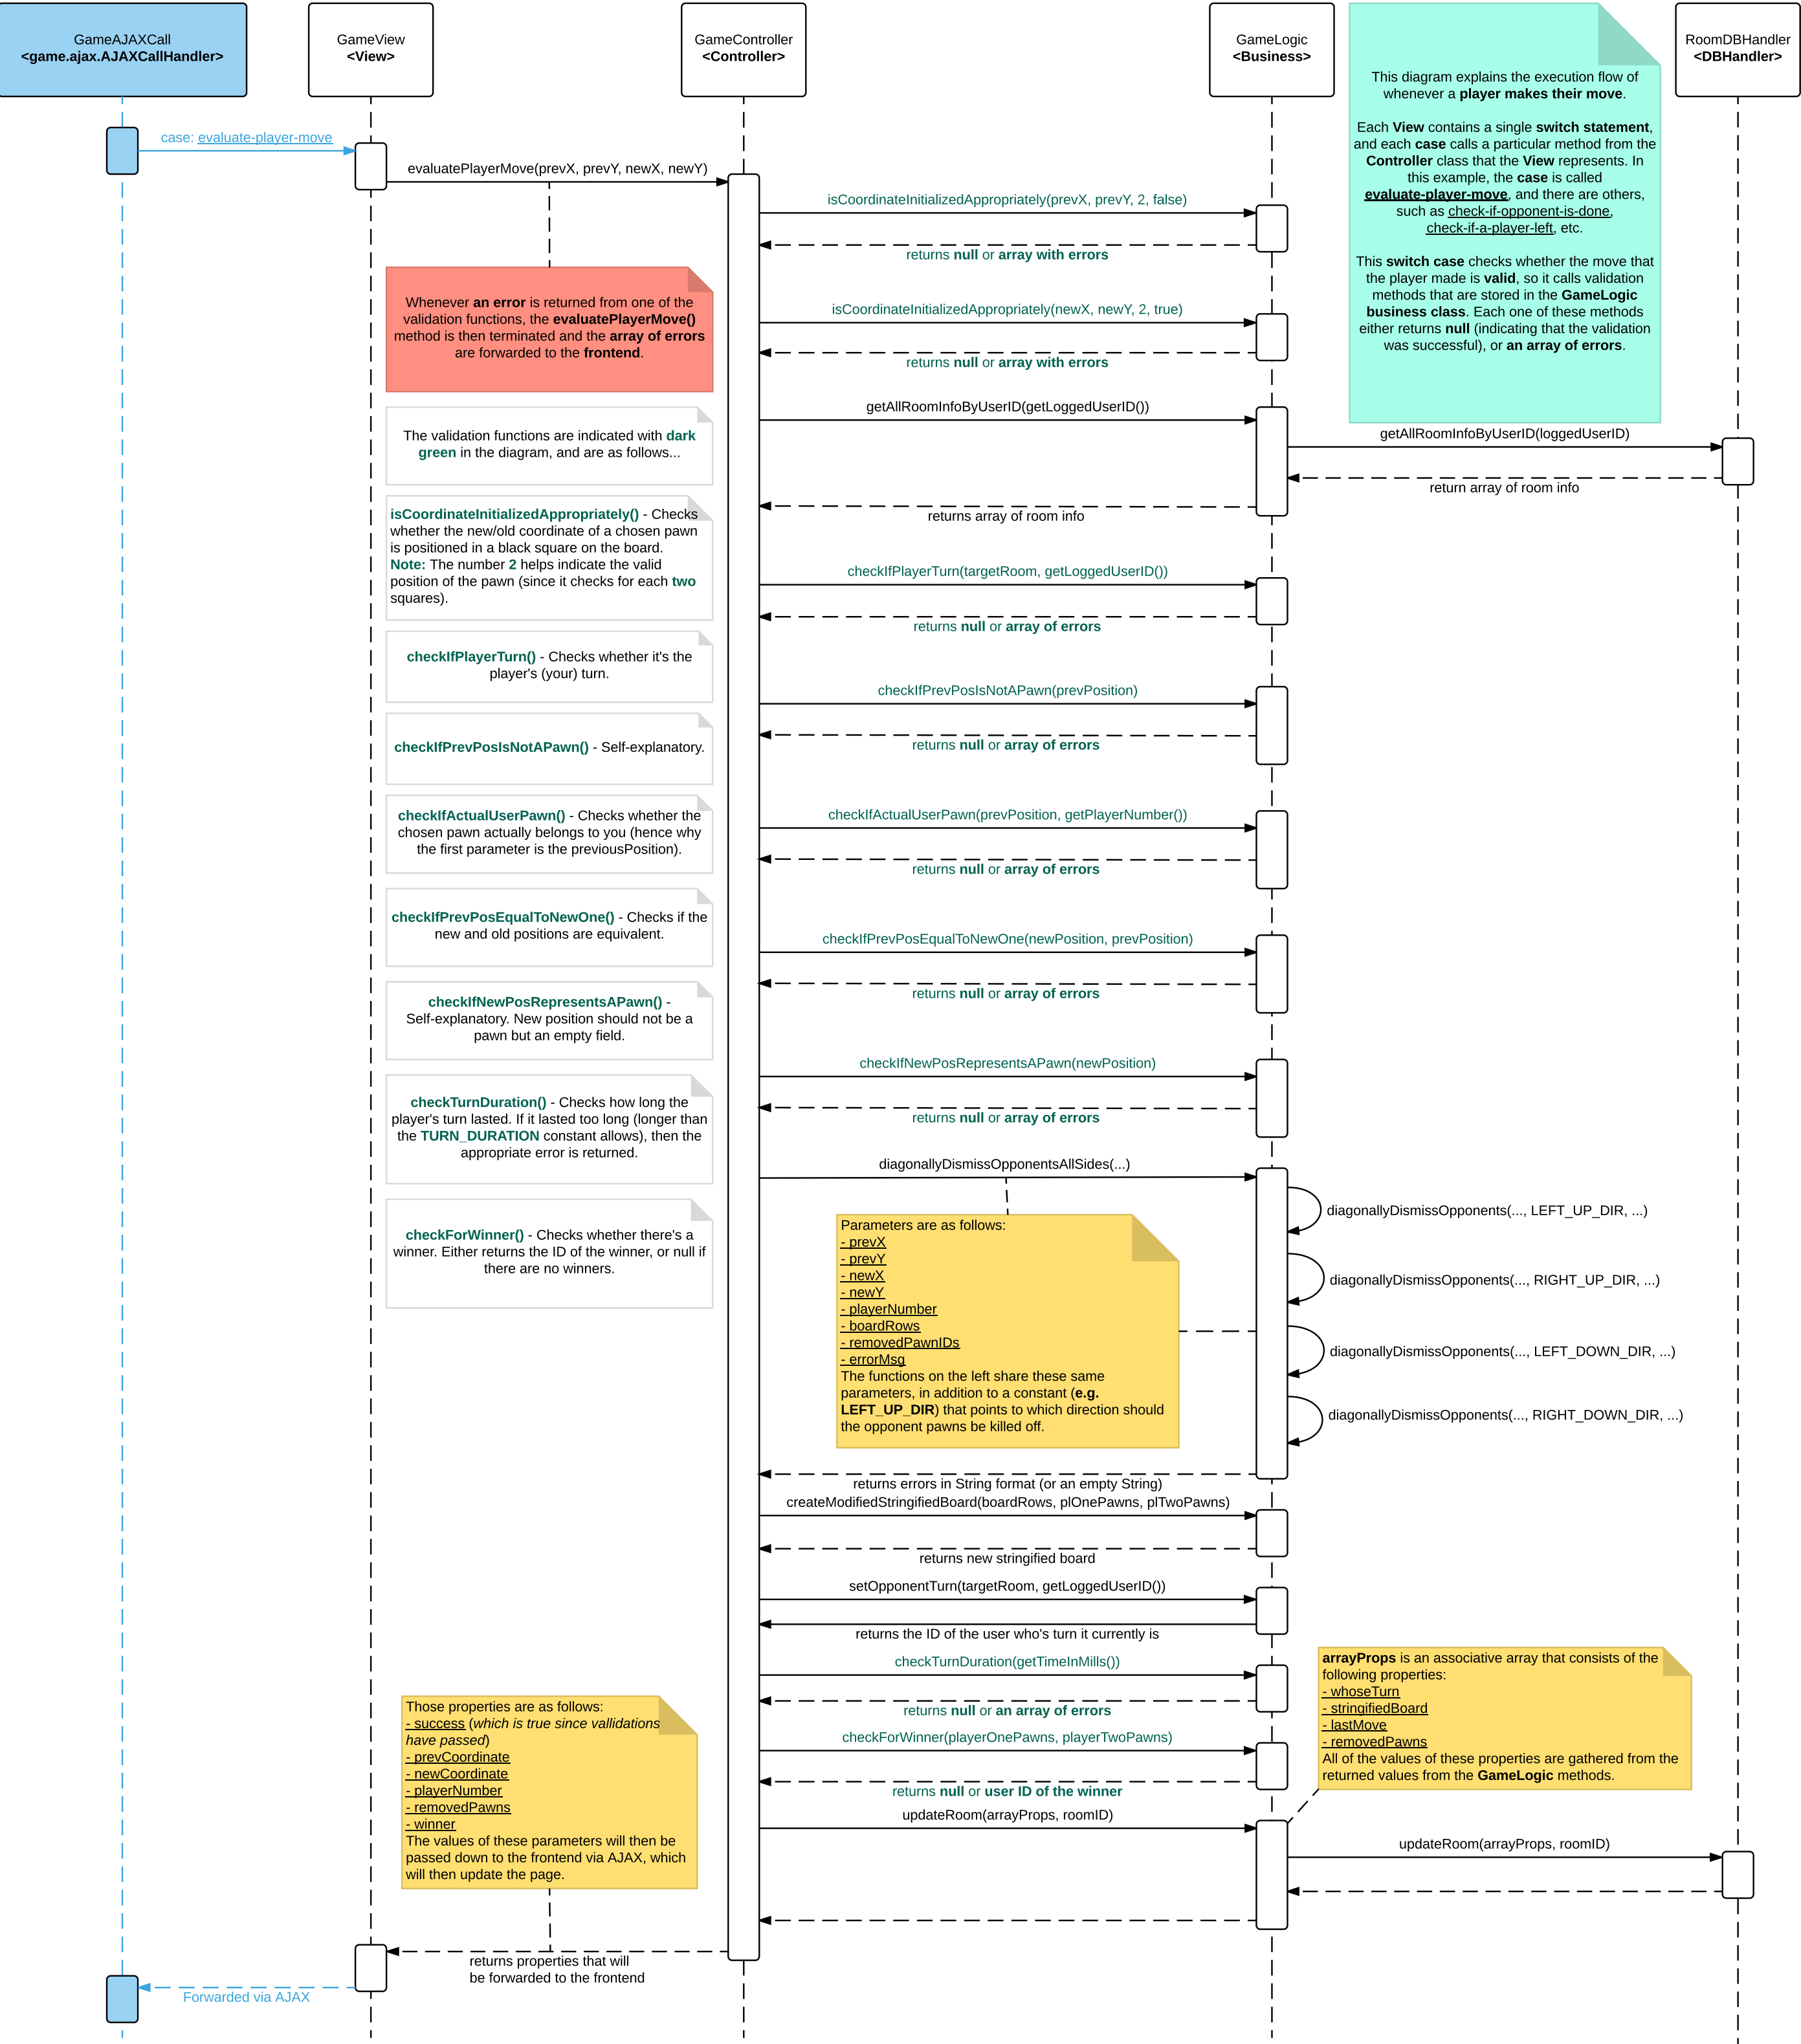 GameAJAXCall
<game.ajax.AJAXCallHandler>
GameView
<View>
GameController
<Controller>
GameLogic
<Business>
RoomDBHandler
<DBHandler>
This diagram explains the execution flow of
whenever a player makes their move.
Each View contains a single switch statement,
and each case calls a particular method from the
Controller class that the View represents. In
this example, the case is called
evaluate-player-move, and there are others,
such as check-if-opponent-is-done,
check-if-a-player-left, etc.
This switch case checks whether the move that
the player made is valid, so it calls validation
methods that are stored in the GameLogic
business class. Each one of these methods
either returns null (indicating that the validation
was successful), or an array of errors.
case: evaluate-player-move
evaluatePlayerMove(prevX, prevY, newX, newY)
isCoordinateInitializedAppropriately(prevX, prevY, 2, false)
returns null or array with errors
Whenever an error is returned from one of the
validation functions, the evaluatePlayerMove()
method is then terminated and the array of errors
are forwarded to the frontend.
isCoordinateInitializedAppropriately(newX, newY, 2, true)
returns null or array with errors
getAllRoomInfoByUserID(getLoggedUserID())
getAllRoomInfoByUserID(loggedUserID)
return array of room info
returns array of room info
The validation functions are indicated with dark
green in the diagram, and are as follows...
isCoordinateInitializedAppropriately() - Checks
whether the new/old coordinate of a chosen pawn
is positioned in a black square on the board.
Note: The number 2 helps indicate the valid
position of the pawn (since it checks for each two
squares).
checkIfPlayerTurn(targetRoom, getLoggedUserID())
returns null or array of errors
checkIfPlayerTurn() - Checks whether it's the
player's (your) turn.
checkIfPrevPosIsNotAPawn(prevPosition)
returns null or array of errors
checkIfPrevPosIsNotAPawn() - Self-explanatory.
checkIfActualUserPawn() - Checks whether the
chosen pawn actually belongs to you (hence why
the first parameter is the previousPosition).
checkIfActualUserPawn(prevPosition, getPlayerNumber())
returns null or array of errors
checkIfPrevPosEqualToNewOne() - Checks if the
new and old positions are equivalent.
checkIfPrevPosEqualToNewOne(newPosition, prevPosition)
returns null or array of errors
checkIfNewPosRepresentsAPawn() -
Self-explanatory. New position should not be a
pawn but an empty field.
checkIfNewPosRepresentsAPawn(newPosition)
returns null or array of errors
checkTurnDuration() - Checks how long the
player's turn lasted. If it lasted too long (longer than
the TURN_DURATION constant allows), then the
appropriate error is returned.
checkForWinner() - Checks whether there's a
winner. Either returns the ID of the winner, or null if
there are no winners.
diagonallyDismissOpponentsAllSides(...)
diagonallyDismissOpponents(..., LEFT_UP_DIR, ...)
diagonallyDismissOpponents(..., RIGHT_UP_DIR, ...)
diagonallyDismissOpponents(..., LEFT_DOWN_DIR, ...)
diagonallyDismissOpponents(..., RIGHT_DOWN_DIR, ...)
Parameters are as follows:
- prevX
- prevY
- newX
- newY
- playerNumber
- boardRows
- removedPawnIDs
- errorMsg
The functions on the left share these same
parameters, in addition to a constant (e.g.
LEFT_UP_DIR) that points to which direction should
the opponent pawns be killed off.
returns errors in String format (or an empty String)
createModifiedStringifiedBoard(boardRows, plOnePawns, plTwoPawns)
returns new stringified board
setOpponentTurn(targetRoom, getLoggedUserID())
returns the ID of the user who's turn it currently is
checkTurnDuration(getTimeInMills())
returns null or an array of errors
checkForWinner(playerOnePawns, playerTwoPawns)
returns null or user ID of the winner
updateRoom(arrayProps, roomID)
arrayProps is an associative array that consists of the
following properties:
- whoseTurn
- stringifiedBoard
- lastMove
- removedPawns
All of the values of these properties are gathered from the
returned values from the GameLogic methods.
updateRoom(arrayProps, roomID)
Those properties are as follows:
- success (which is true since vallidations
have passed)
- prevCoordinate
- newCoordinate
- playerNumber
- removedPawns
- winner
The values of these parameters will then be
passed down to the frontend via AJAX, which
will then update the page.
returns properties that will
be forwarded to the frontend
Forwarded via AJAX